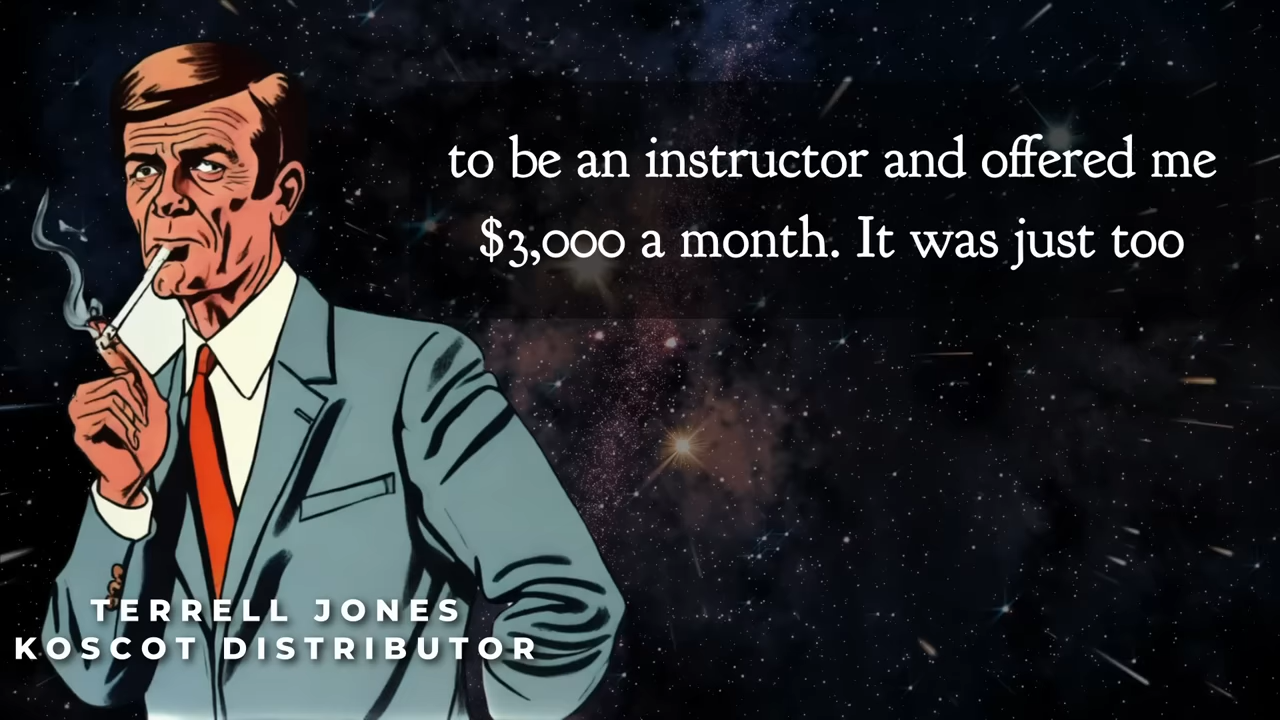 to be an instructor and offered me
$3,000 a month. It was just too
TERRELL JONES
KOSCOT DISTRIBUTOR